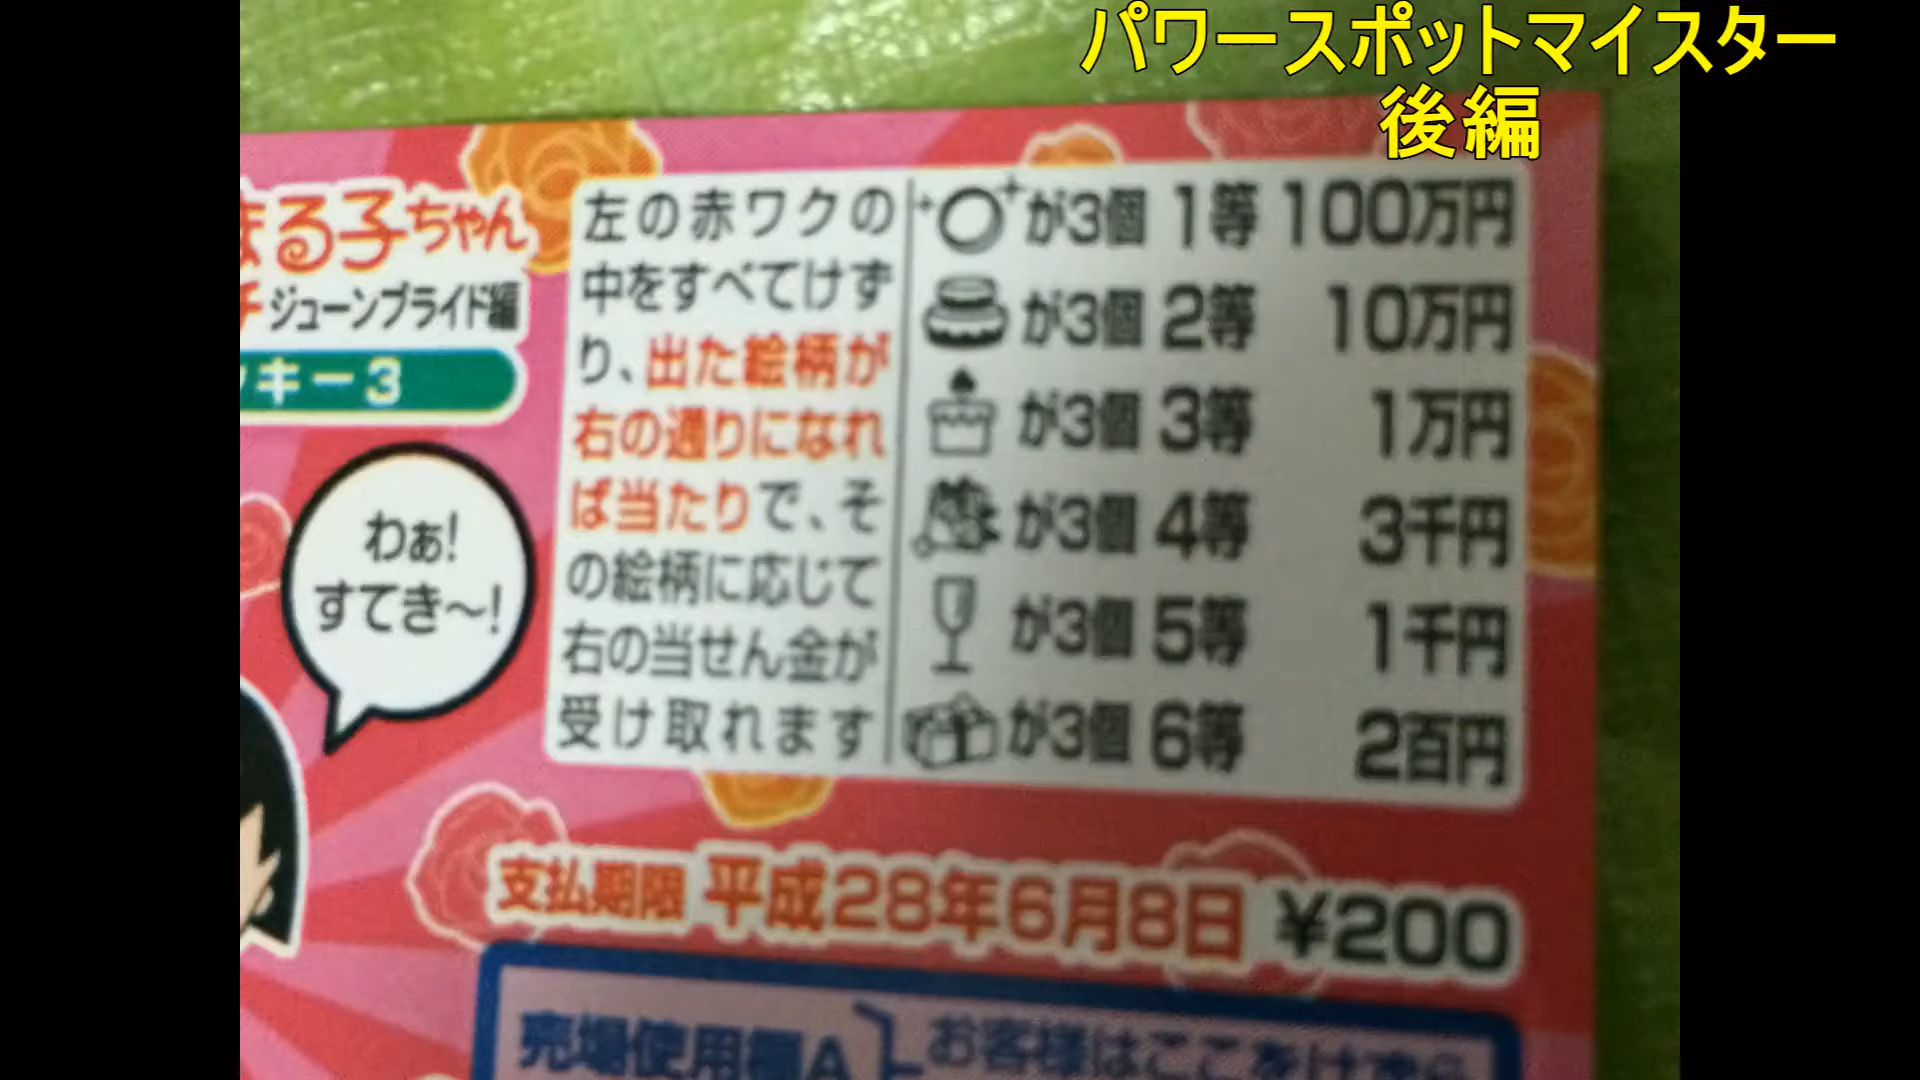 パワースポットマイスター
後編
まる子ちゃん
チ ジューンブライド編
ッキー3
わぁ!
すてき〜!
左の赤ワクの
中をすべてけず
り、出た絵柄が
右の通りになれ
ば当たりで、そ
の絵柄に応じて
右の当せん金が
受け取れます
が3個 1等 100万円
が3個 2等 10万円
が3個 3等 1万円
が3個 4等 3千円
が3個 5等 1千円
が3個 6等 2百円
支払期限 平成28年6月8日 ¥200
売場使用欄A
お客様はここをけずら